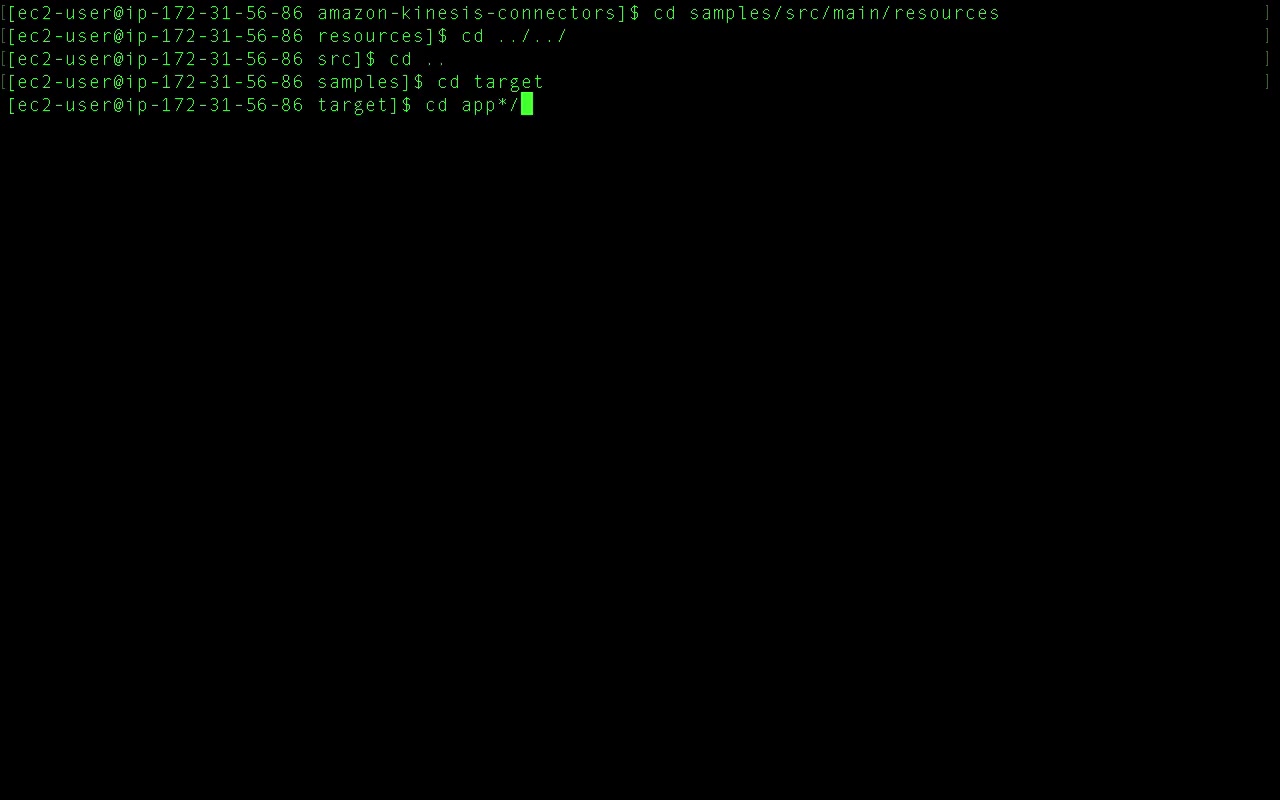 [[ec2-user@ip-172-31-56-86 amazon-kinesis-connectors]$ cd samples/src/main/resources ]
[[ec2-user@ip-172-31-56-86 resources]$ cd ../../ ]
[[ec2-user@ip-172-31-56-86 src]$ cd .. ]
[[ec2-user@ip-172-31-56-86 samples]$ cd target ]
[ec2-user@ip-172-31-56-86 target]$ cd app*/